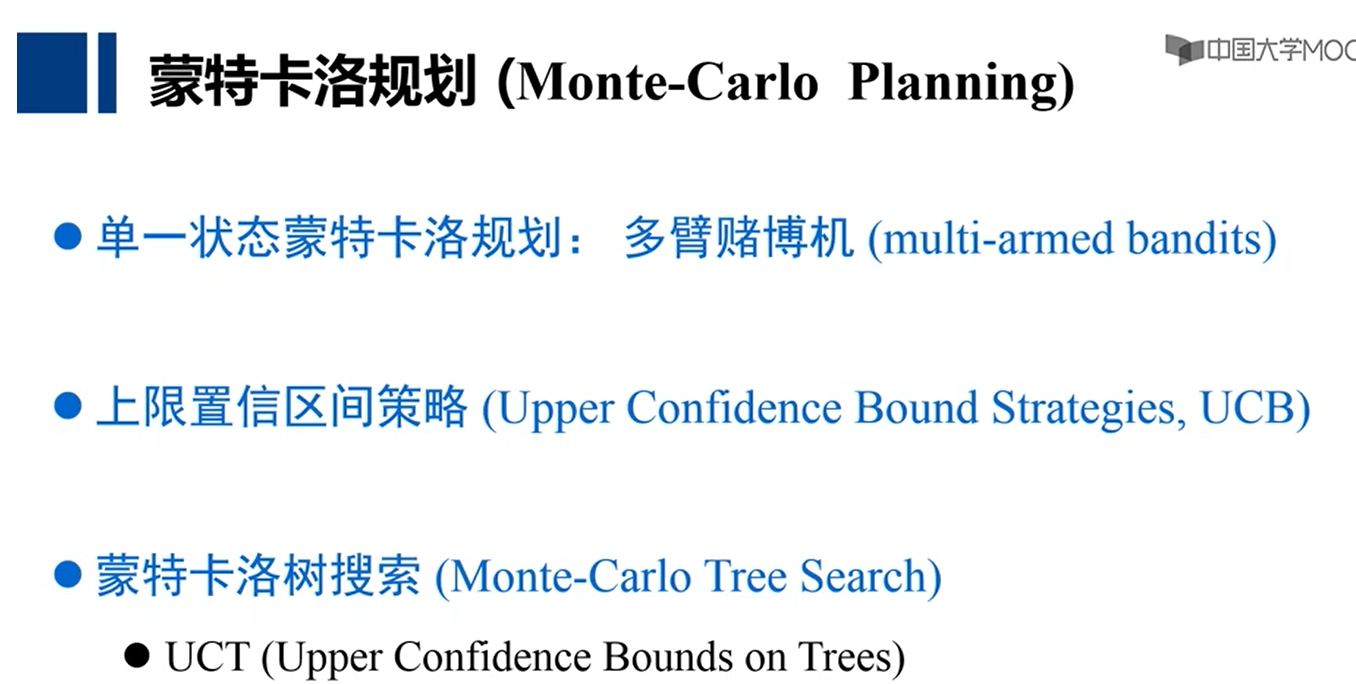 蒙特卡洛规划 (Monte-Carlo Planning)
中国大学MOC
● 单一状态蒙特卡洛规划： 多臂赌博机 (multi-armed bandits)
● 上限置信区间策略 (Upper Confidence Bound Strategies, UCB)
● 蒙特卡洛树搜索 (Monte-Carlo Tree Search)
● UCT (Upper Confidence Bounds on Trees)